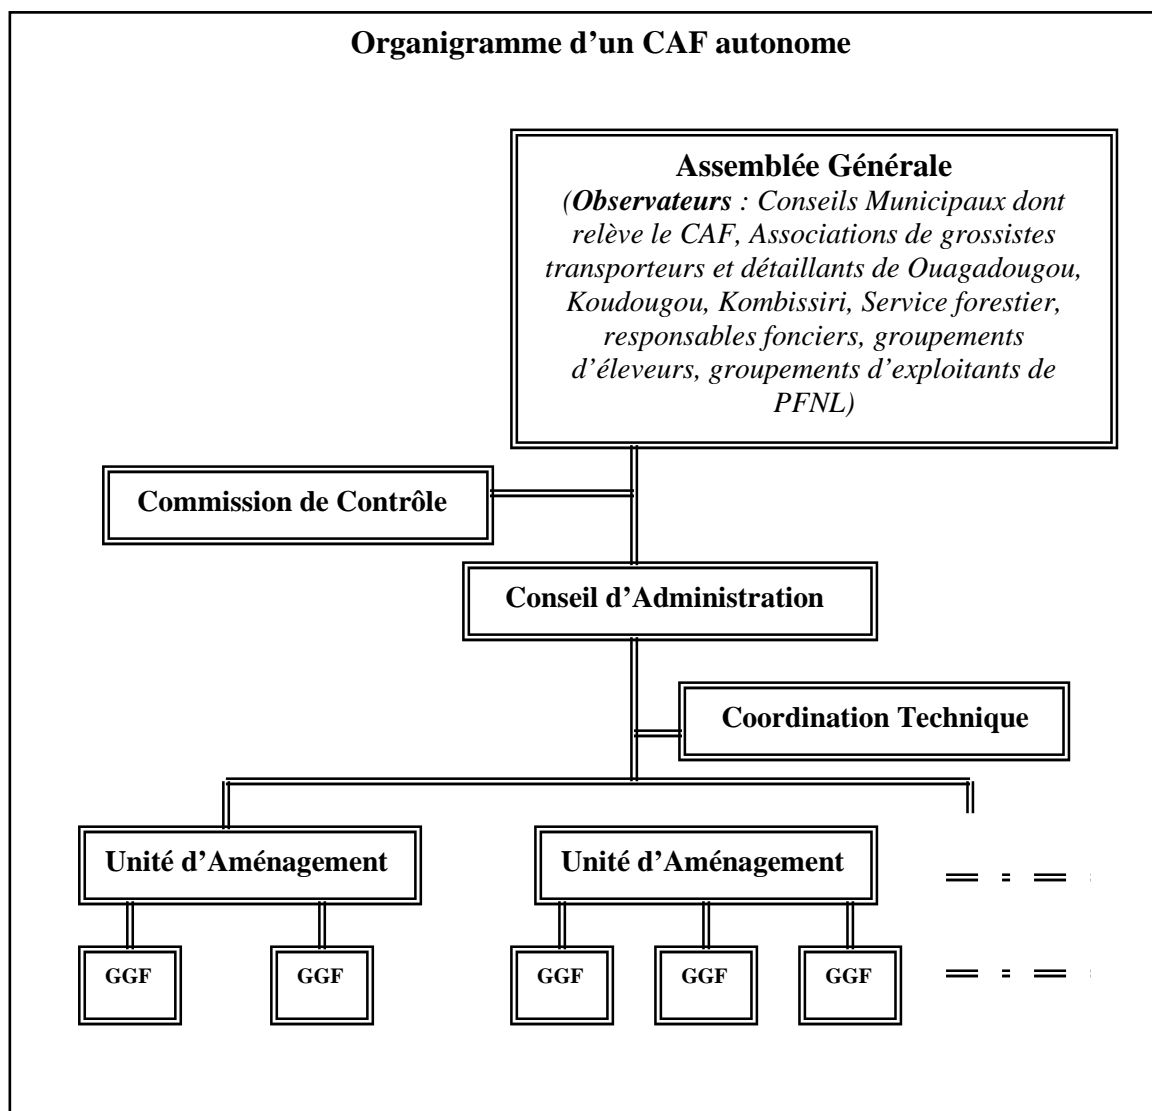 Organigramme d’un CAF autonome
Assemblée Générale
(Observateurs : Conseils Municipaux dont
relève le CAF, Associations de grossistes
transporteurs et détaillants de Ouagadougou,
Koudougou, Kombissiri, Service forestier,
responsables fonciers, groupements
d’éleveurs, groupements d’exploitants de
PFNL)
Commission de Contrôle
Conseil d’Administration
Coordination Technique
Unité d’Aménagement
Unité d’Aménagement
GGF
GGF
GGF
GGF
GGF